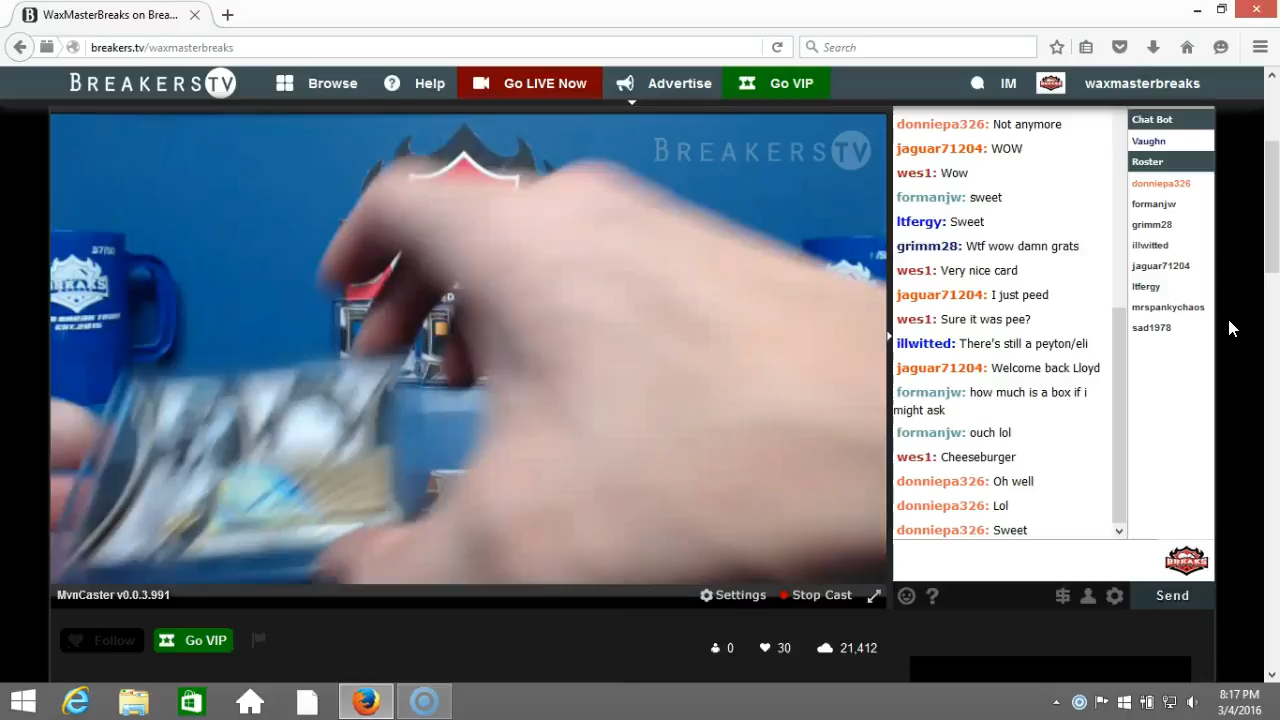 WaxMasterBreaks on Brea...
breakers.tv/waxmasterbreaks
Search
BREAKERSTV
Browse
Help
Go LIVE Now
Advertise
Go VIP
IM
waxmasterbreaks
BREAKERSTV
donniepa326: Not anymore
jaguar71204: WOW
wes1: Wow
formanjw: sweet
ltfergy: Sweet
grimm28: Wtf wow damn grats
wes1: Very nice card
jaguar71204: I just peed
wes1: Sure it was pee?
illwitted: There's still a peyton/eli
jaguar71204: Welcome back Lloyd
formanjw: how much is a box if i
might ask
formanjw: ouch lol
wes1: Cheeseburger
donniepa326: Oh well
donniepa326: Lol
donniepa326: Sweet
Chat Bot
Vaughn
Roster
donniepa326
formanjw
grimm28
illwitted
jaguar71204
ltfergy
mrspankychaos
sad1978
BREAKS
MvnCaster v0.0.3.991
Settings
Stop Cast
Send
Follow
Go VIP
0
30
21,412
8:17 PM
3/4/2016